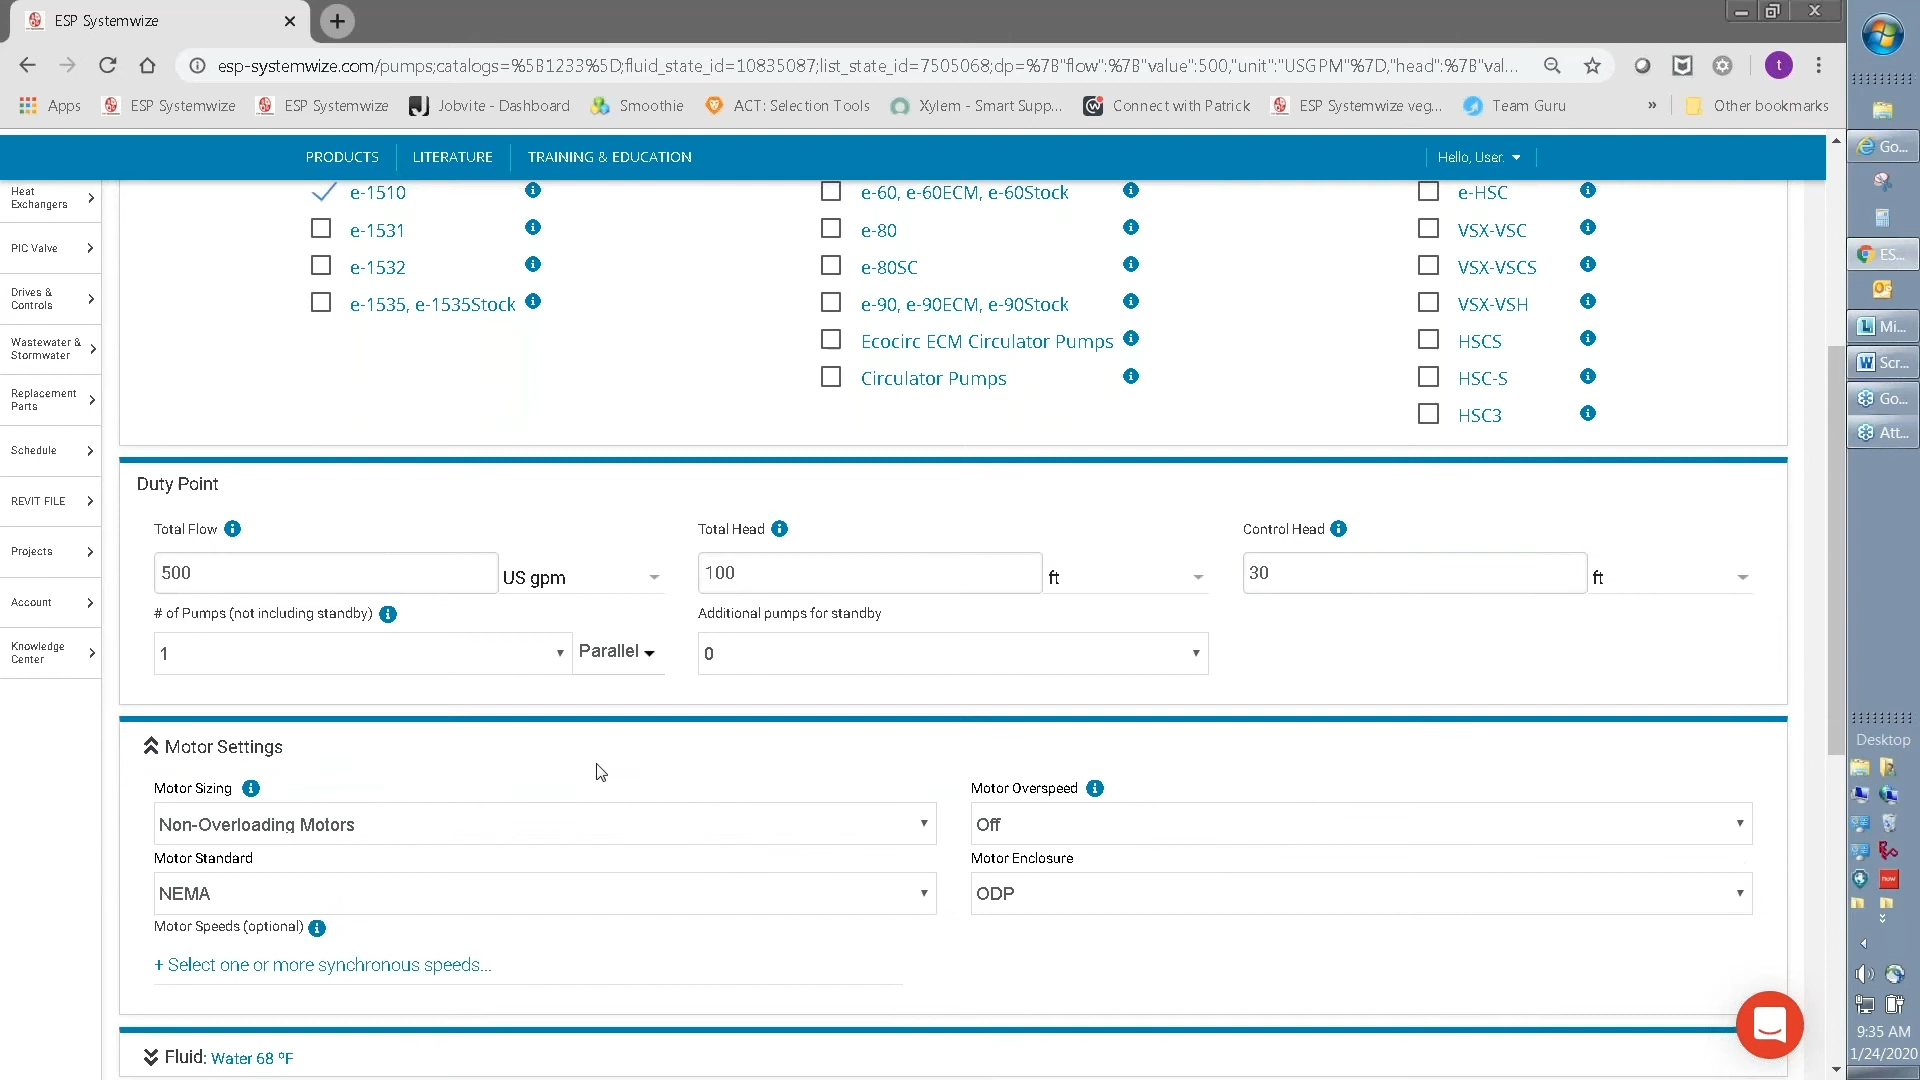 ESP Systemwize
esp-systemwize.com/pumps;catalogs=%5B1233%5D;fluid_state_id=10835087;list_state_id=7505068;dp=%7B"flow":%7B"value":500,"unit":"USGPM"%7D,"head":%7B"val...
t
Apps ESP Systemwize ESP Systemwize Jobvite - Dashboard Smoothie ACT: Selection Tools Xylem - Smart Supp... Connect with Patrick ESP Systemwize veg... Team Guru » Other bookmarks
PRODUCTS LITERATURE TRAINING & EDUCATION Hello, User.
Heat
Exchangers
PIC Valve
Drives &
Controls
Wastewater &
Stormwater
Replacement
Parts
Schedule
REVIT FILE
Projects
Account
Knowledge
Center
e-1510
e-1531
e-1532
e-1535, e-1535Stock
e-60, e-60ECM, e-60Stock
e-80
e-80SC
e-90, e-90ECM, e-90Stock
Ecocirc ECM Circulator Pumps
Circulator Pumps
e-HSC
VSX-VSC
VSX-VSCS
VSX-VSH
HSCS
HSC-S
HSC3
Duty Point
Total Flow Total Head Control Head
500 US gpm 100 ft 30 ft
# of Pumps (not including standby) Additional pumps for standby
1 Parallel 0
Motor Settings
Motor Sizing Motor Overspeed
Non-Overloading Motors Off
Motor Standard Motor Enclosure
NEMA ODP
Motor Speeds (optional)
+ Select one or more synchronous speeds...
Fluid: Water 68 ºF
Go...
ES...
Mi...
Scr...
Go...
Att...
Desktop
now
9:35 AM
1/24/2020